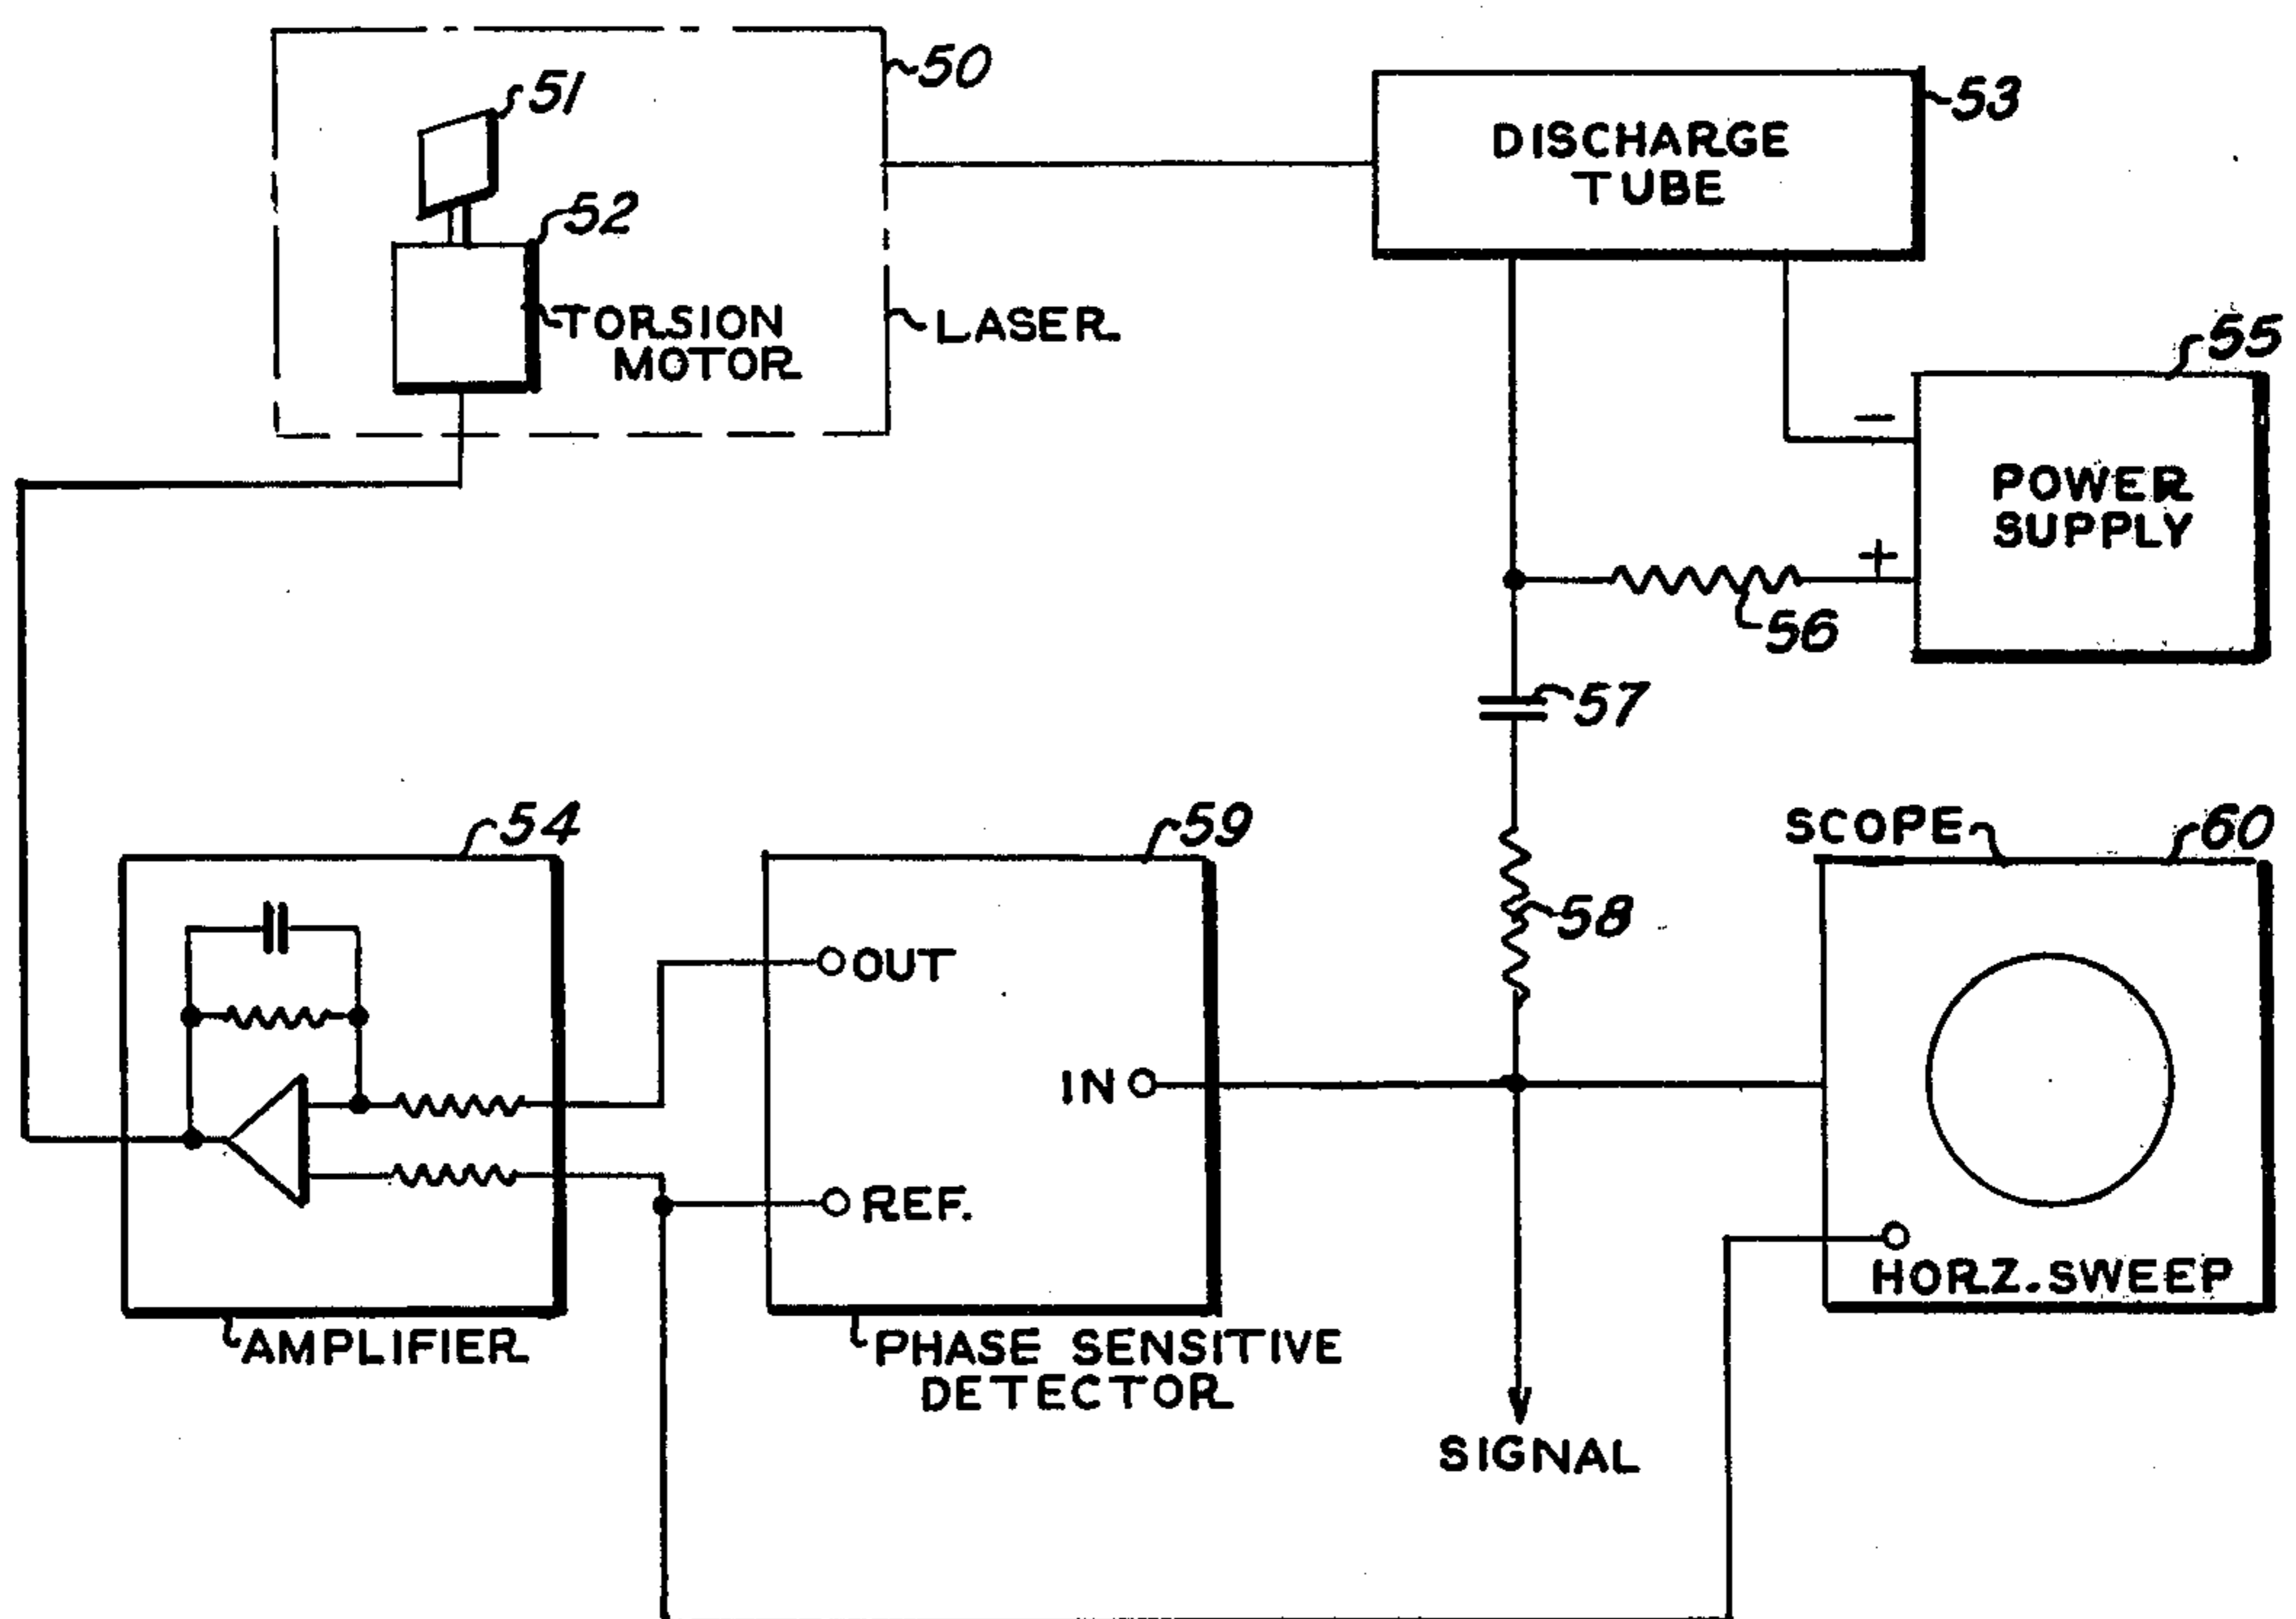 50
51
53
DISCHARGE
TUBE
52
TORSION
MOTOR
LASER
55
−
POWER
SUPPLY
+
56
57
54
59
SCOPE
60
58
OUT
IN
REF.
HORZ.SWEEP
AMPLIFIER
PHASE SENSITIVE
DETECTOR
SIGNAL